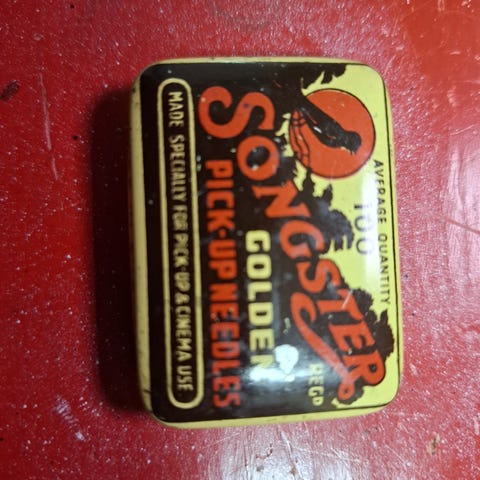 AVERAGE QUANTITY
100
SONGSTER
REGD
GOLDEN
PICK-UP NEEDLES
MADE SPECIALLY FOR PICK-UP & CINEMA USE